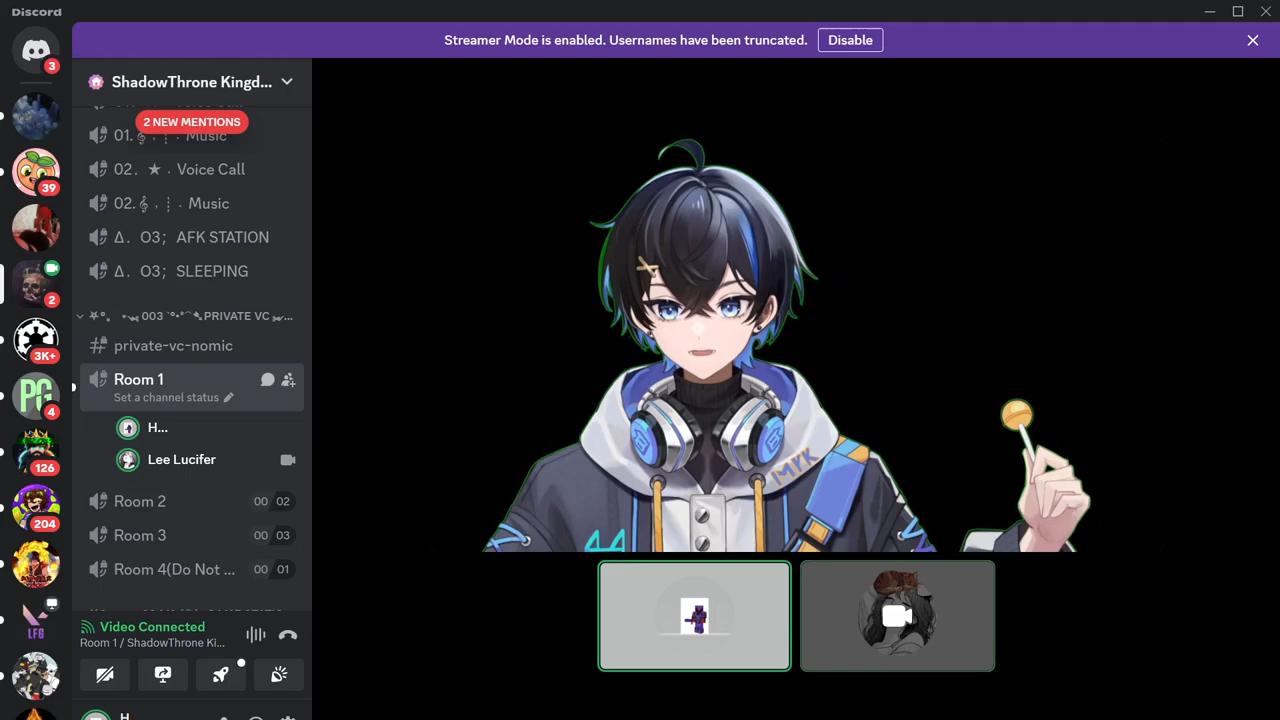 Discord
3
Streamer Mode is enabled. Usernames have been truncated.
Disable
ShadowThrone Kingd...
2 NEW MENTIONS
01. Music
02. ★ . Voice Call
02. Music
Δ. O3; AFK STATION
Δ. O3; SLEEPING
003 PRIVATE VC
private-vc-nomic
Room 1
Set a channel status
H...
Lee Lucifer
Room 2 00 02
Room 3 00 03
Room 4(Do Not ... 00 01
Video Connected
Room 1 / ShadowThrone Ki...
H
39
2
3K+
PG
4
126
204
LFG
MYK